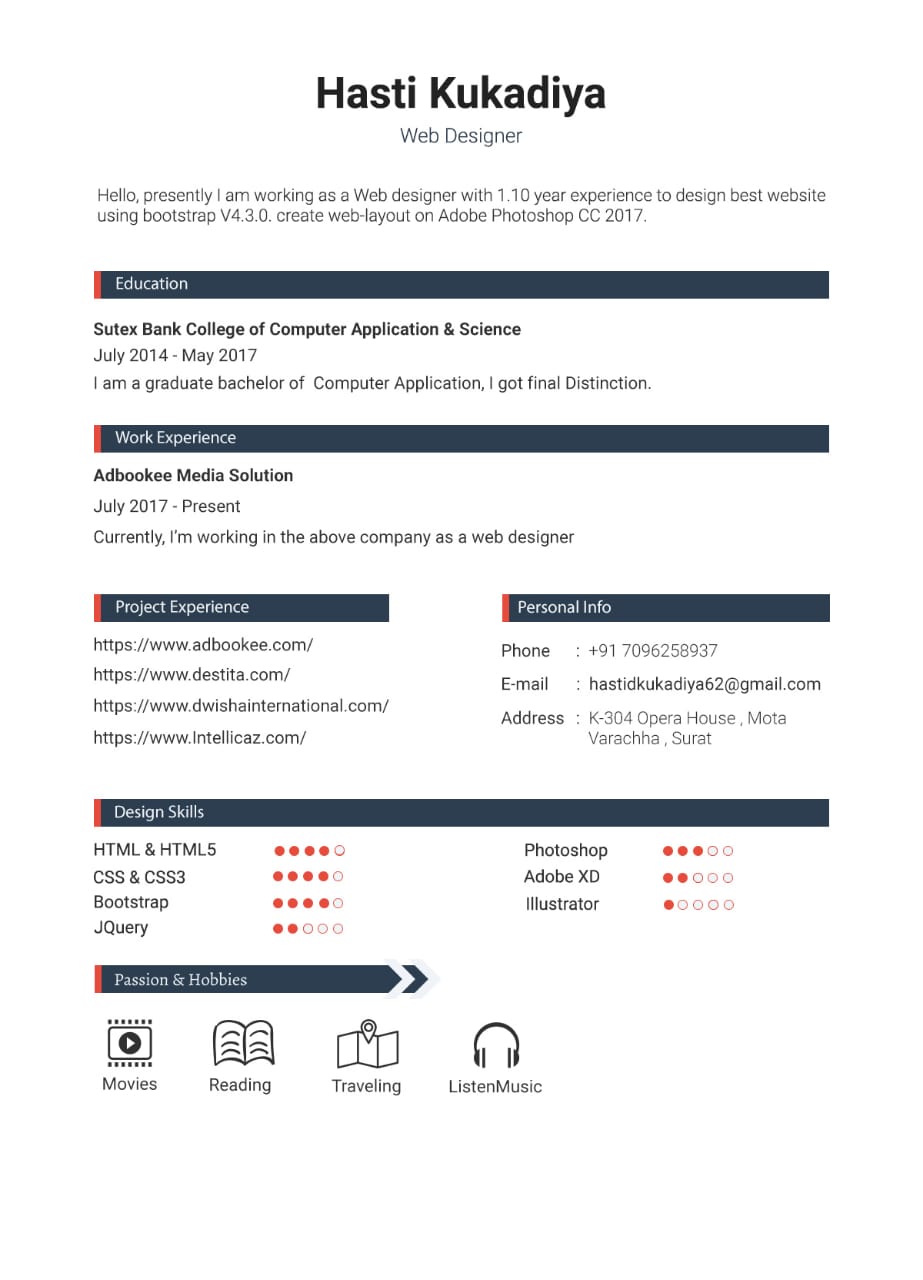 Hasti Kukadiya
Web Designer
Hello, presently I am working as a Web designer with 1.10 year experience to design best website
using bootstrap V4.3.0. create web-layout on Adobe Photoshop CC 2017.
Education
Sutex Bank College of Computer Application & Science
July 2014 - May 2017
I am a graduate bachelor of  Computer Application, I got final Distinction.
Work Experience
Adbookee Media Solution
July 2017 - Present
Currently, I’m working in the above company as a web designer
Project Experience
https://www.adbookee.com/
https://www.destita.com/
https://www.dwishainternational.com/
https://www.Intellicaz.com/
Personal Info
Phone : +91 7096258937
E-mail : hastidkukadiya62@gmail.com
Address : K-304 Opera House , Mota
Varachha , Surat
Design Skills
HTML & HTML5
CSS & CSS3
Bootstrap
JQuery
Photoshop
Adobe XD
Illustrator
Passion & Hobbies
Movies
Reading
Traveling
ListenMusic